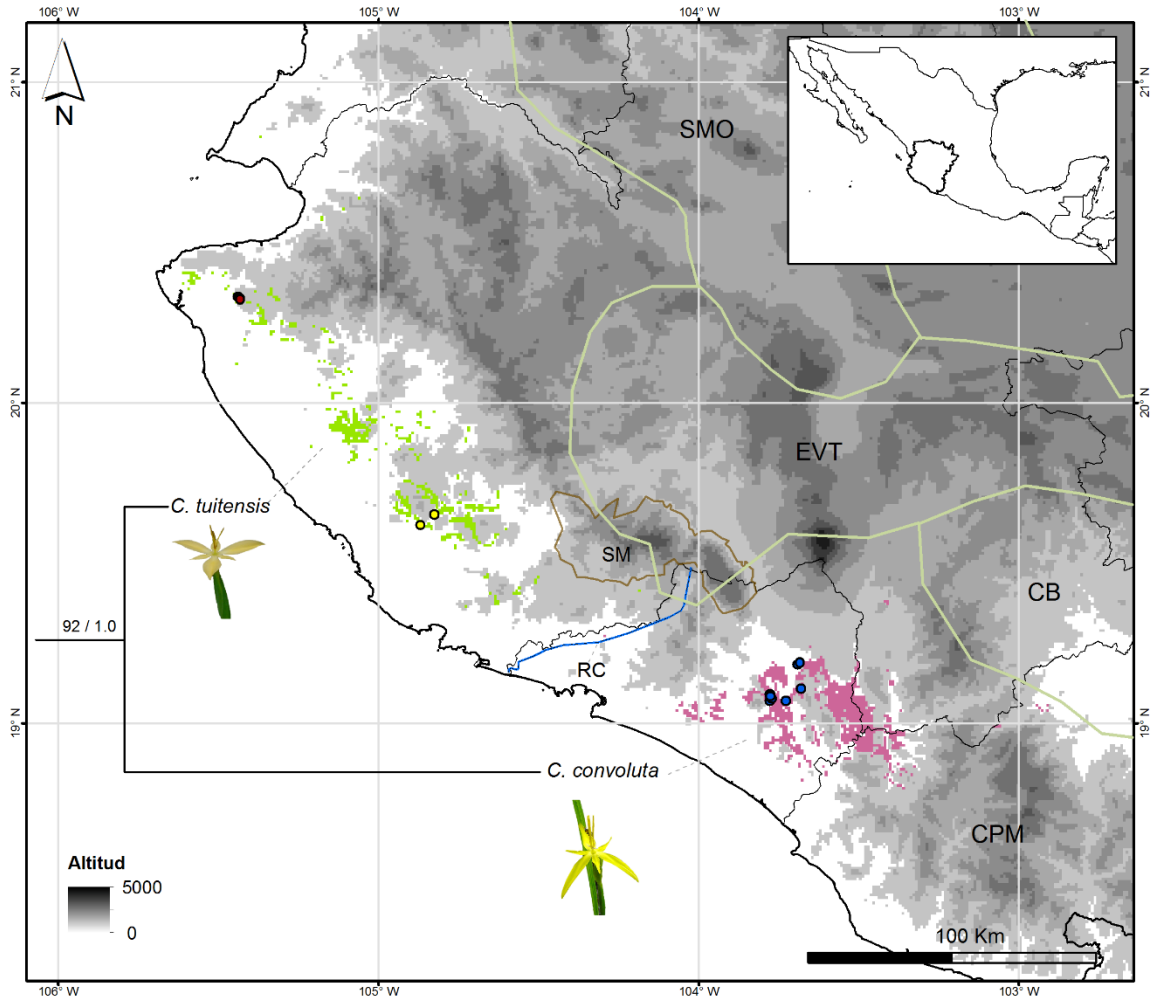 106° W
105° W
104° W
103° W
21° N
21° N
N
SMO
20° N
20° N
EVT
C. tuitensis
SM
CB
92 / 1.0
RC
19° N
19° N
C. convoluta
CPM
Altitud
5000
0
100 Km
106° W
105° W
104° W
103° W